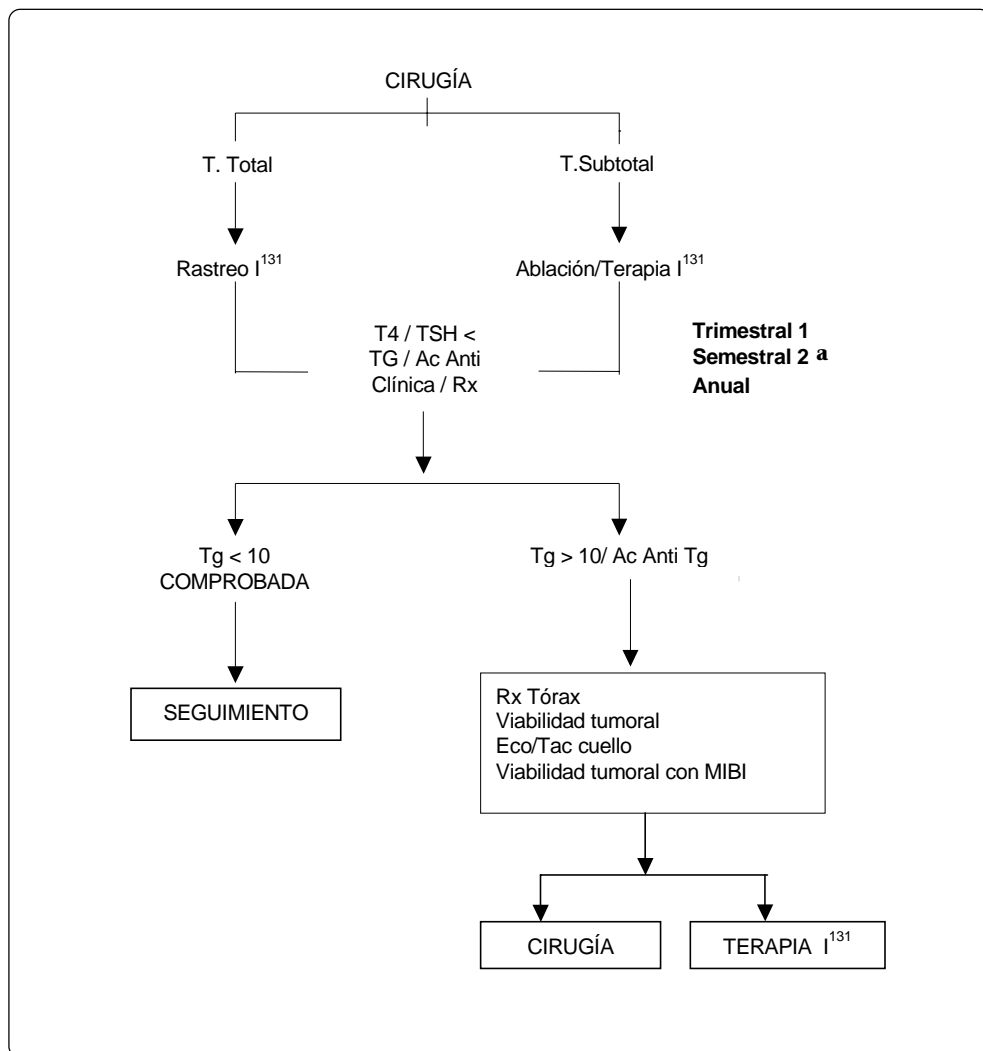 CIRUGÍA
T. Total
T.Subtotal
Rastreo I131
Ablación/Terapia I131
T4 / TSH <
TG / Ac Anti
Clínica / Rx
Trimestral 1
Semestral 2 a
Anual
Tg < 10
COMPROBADA
Tg > 10/ Ac Anti Tg
SEGUIMIENTO
Rx Tórax
Viabilidad tumoral
Eco/Tac cuello
Viabilidad tumoral con MIBI
CIRUGÍA
TERAPIA I131